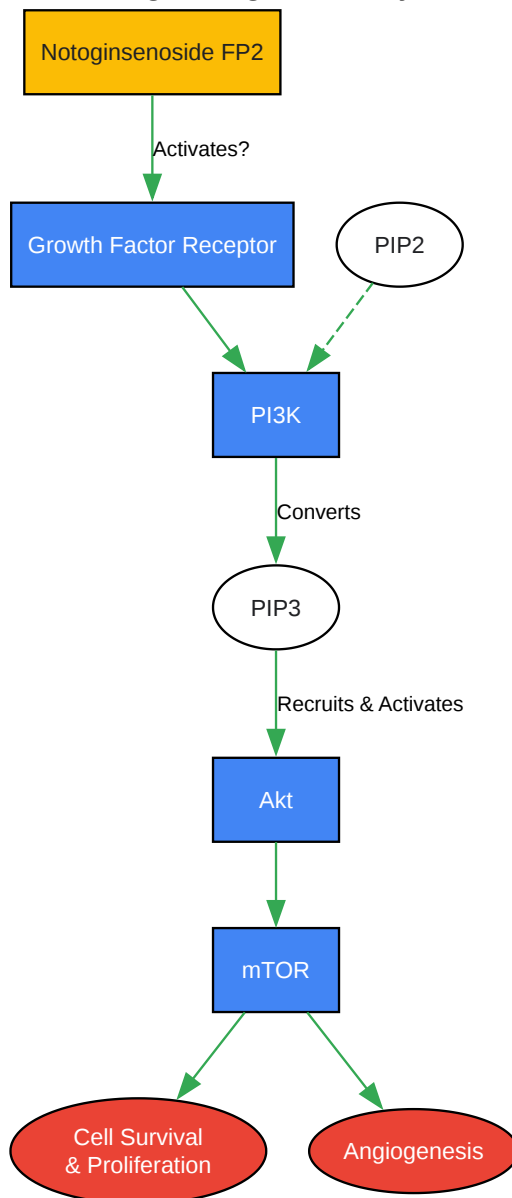 Notoginsenoside FP2
Activates?
Growth Factor Receptor
PIP2
PI3K
Converts
PIP3
Recruits & Activates
Akt
mTOR
Cell Survival
& Proliferation
Angiogenesis